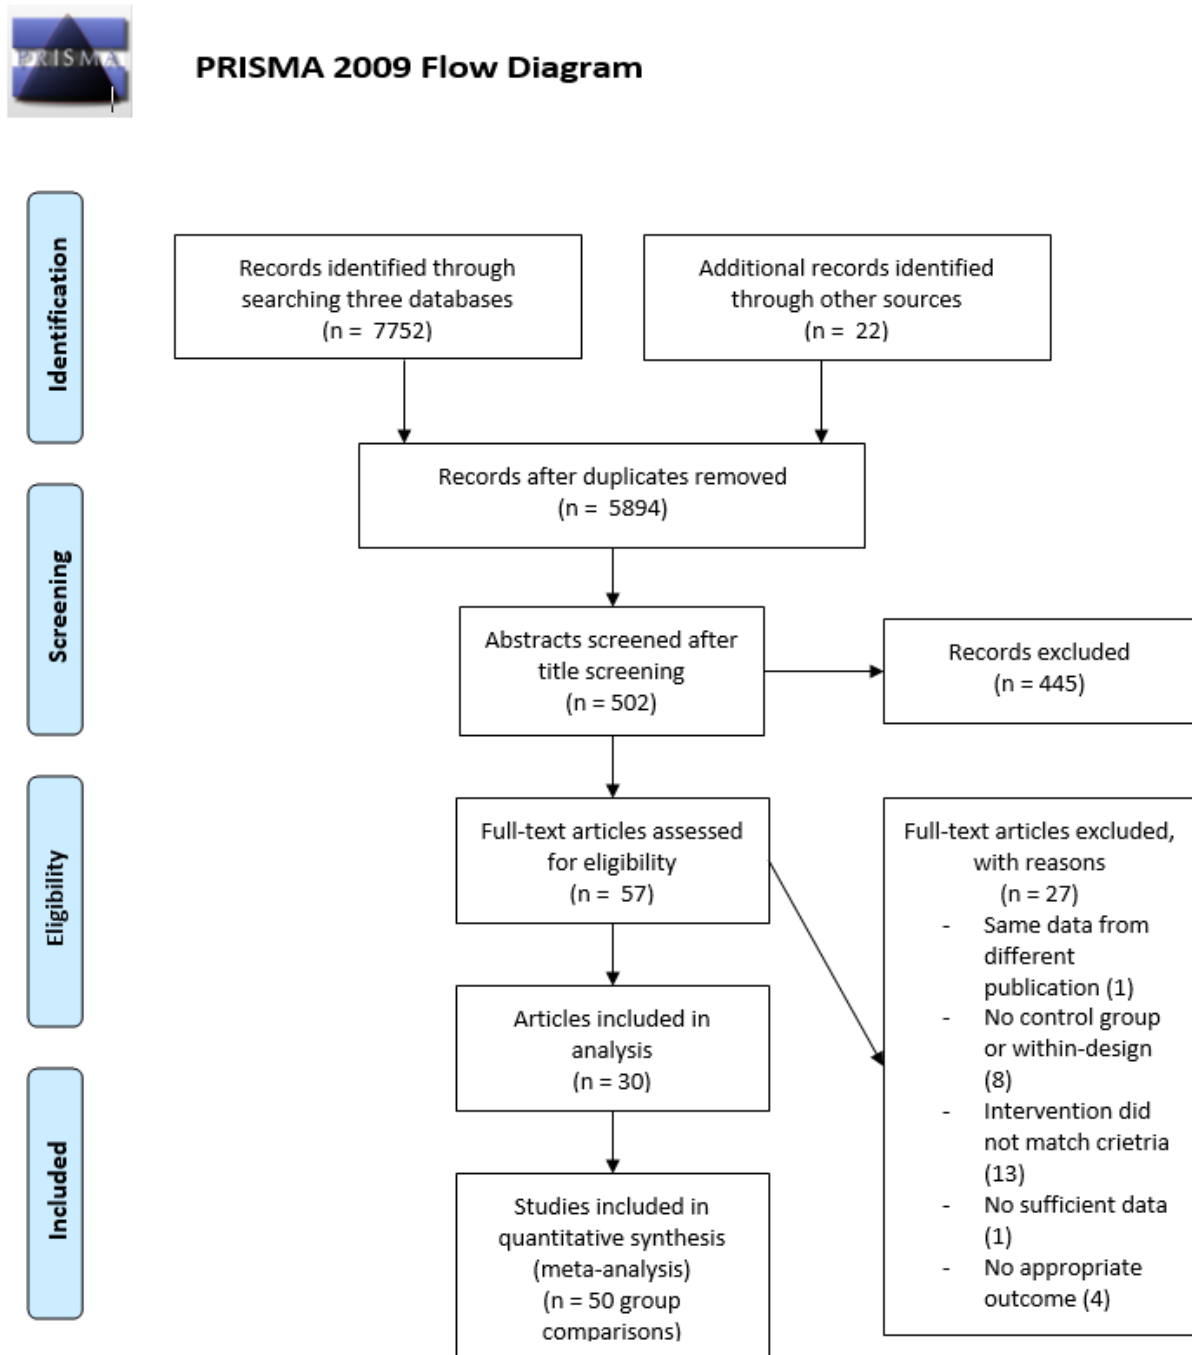 PRISMA
PRISMA 2009 Flow Diagram
Identification
Records identified through
searching three databases
(n = 7752)
Additional records identified
through other sources
(n = 22)
Records after duplicates removed
(n = 5894)
Screening
Abstracts screened after
title screening
(n = 502)
Records excluded
(n = 445)
Eligibility
Full-text articles assessed
for eligibility
(n = 57)
Full-text articles excluded,
with reasons
(n = 27)
- Same data from
different
publication (1)
- No control group
or within-design
(8)
- Intervention did
not match crietria
(13)
- No sufficient data
(1)
- No appropriate
outcome (4)
Articles included in
analysis
(n = 30)
Included
Studies included in
quantitative synthesis
(meta-analysis)
(n = 50 group
comparisons)